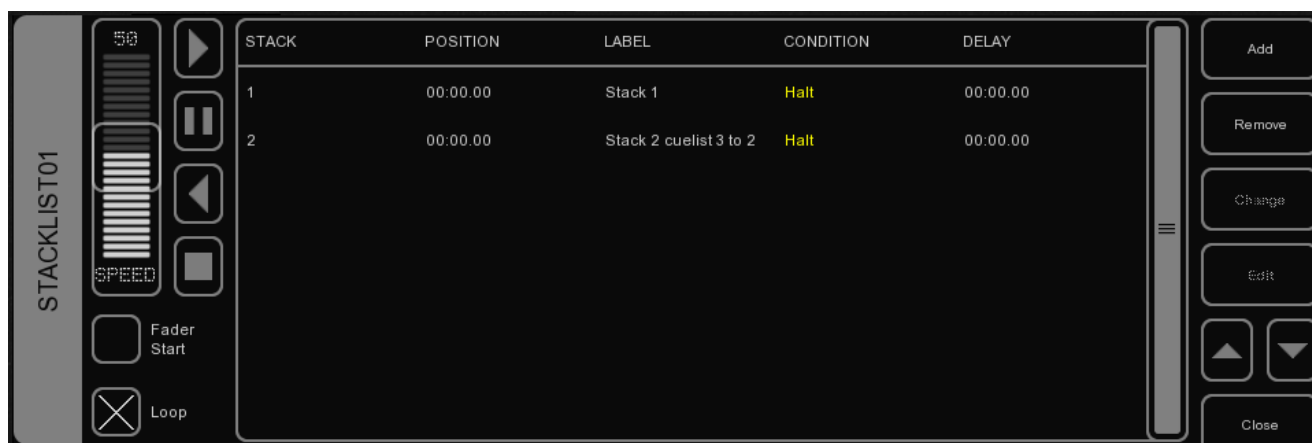 STACKLIST01
50
SPEED
Fader
Start
Loop
STACK POSITION LABEL CONDITION DELAY
1 00:00.00 Stack 1 Halt 00:00.00
2 00:00.00 Stack 2 cuelist 3 to 2 Halt 00:00.00
Add
Remove
Change
Edit
Close